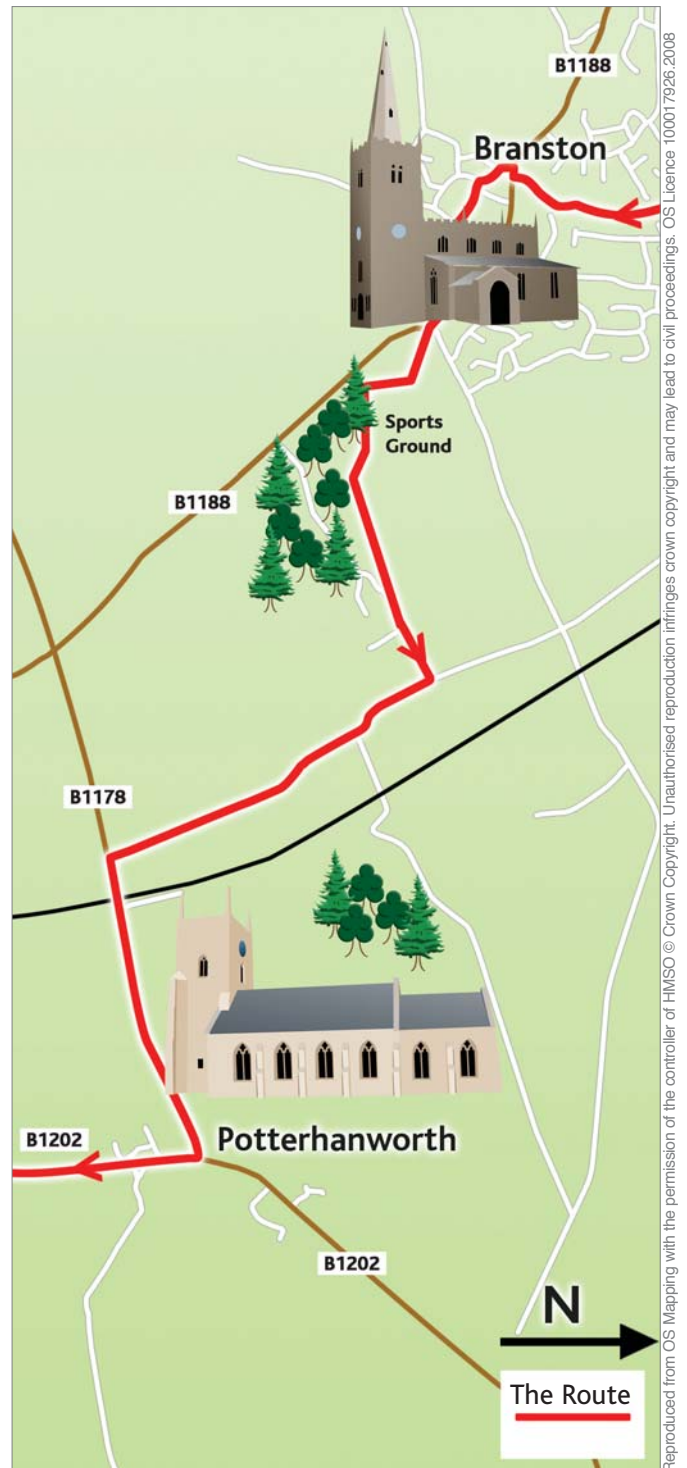 B1188
Branston
Sports
Ground
B1188
B1178
B1202
Potterhanworth
B1202
N
The Route
Reproduced from OS Mapping with the permission of the controller of HMSO © Crown Copyright. Unauthorised reproduction infringes crown copyright and may lead to civil proceedings. OS Licence 100017926.2008